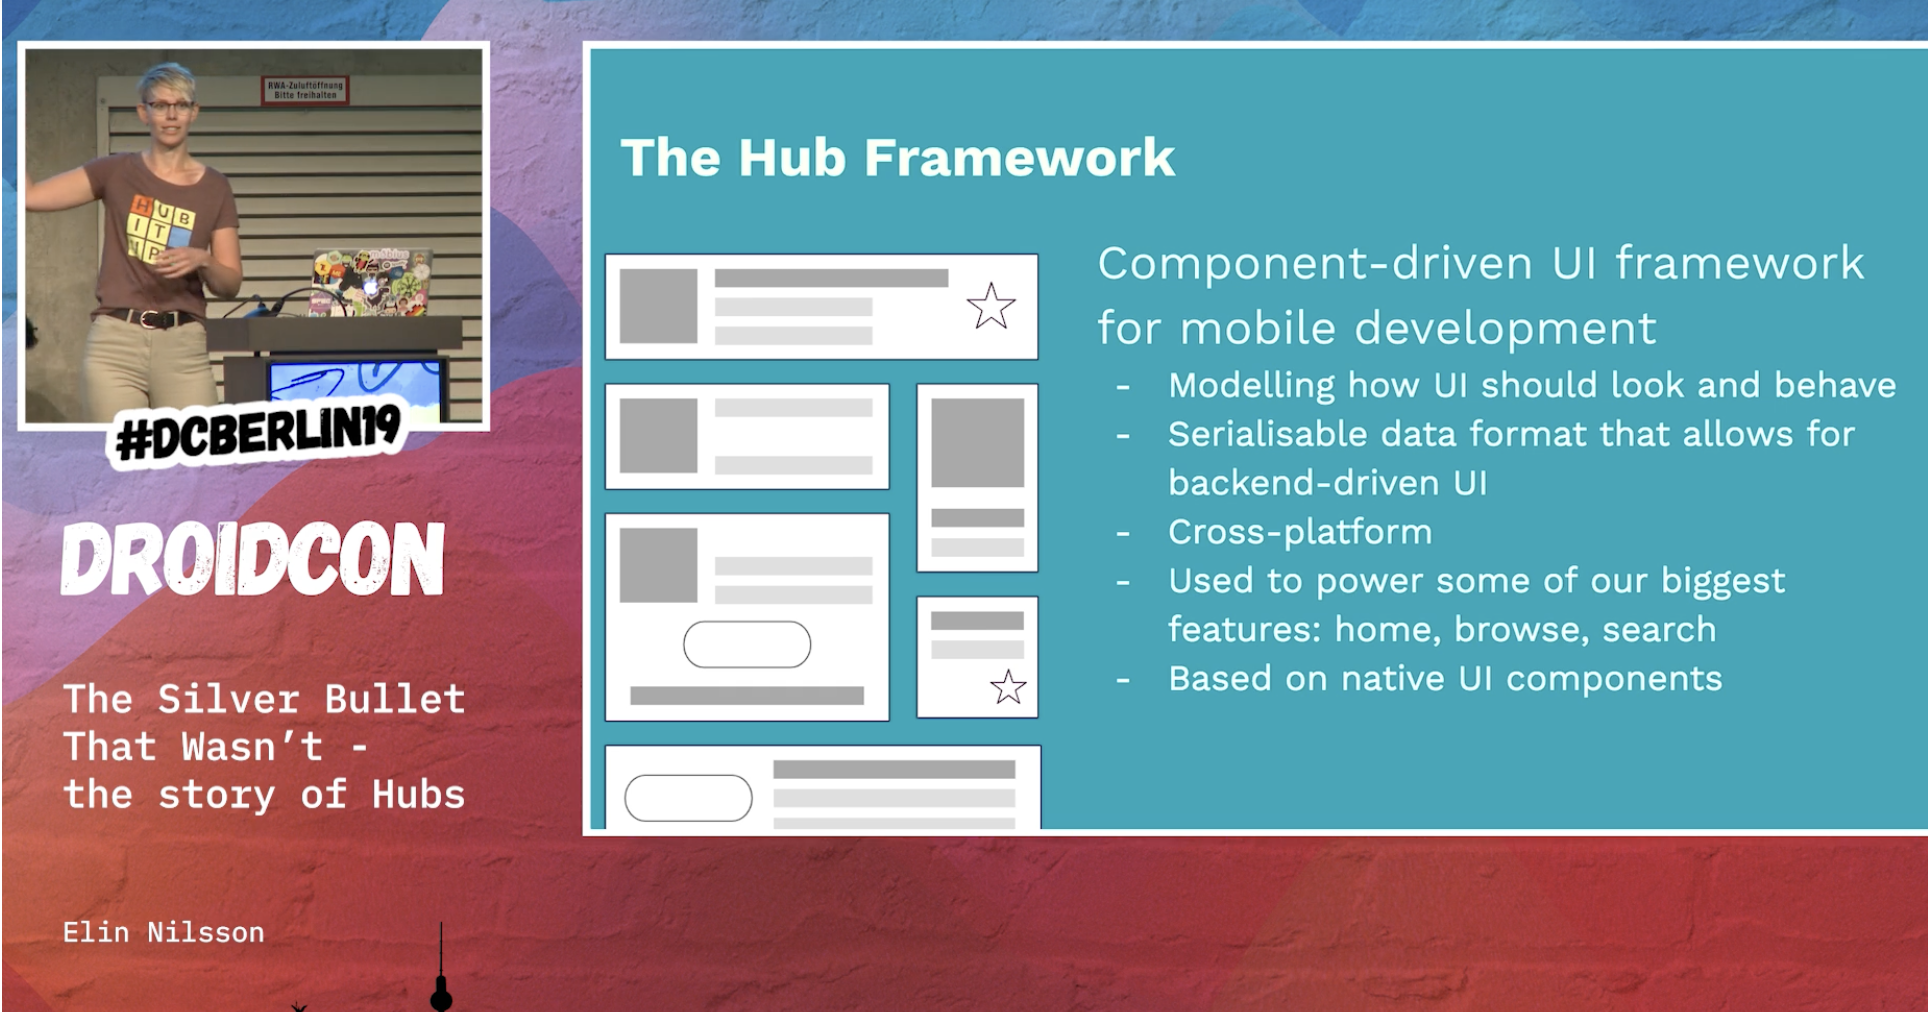 RWA-Zuluftöffnung
Bitte freihalten
HUB
IT
UP
#DCBERLIN19
DROIDCON
The Silver Bullet
That Wasn't -
the story of Hubs
Elin Nilsson
The Hub Framework
Component-driven UI framework
for mobile development
- Modelling how UI should look and behave
- Serialisable data format that allows for
backend-driven UI
- Cross-platform
- Used to power some of our biggest
features: home, browse, search
- Based on native UI components